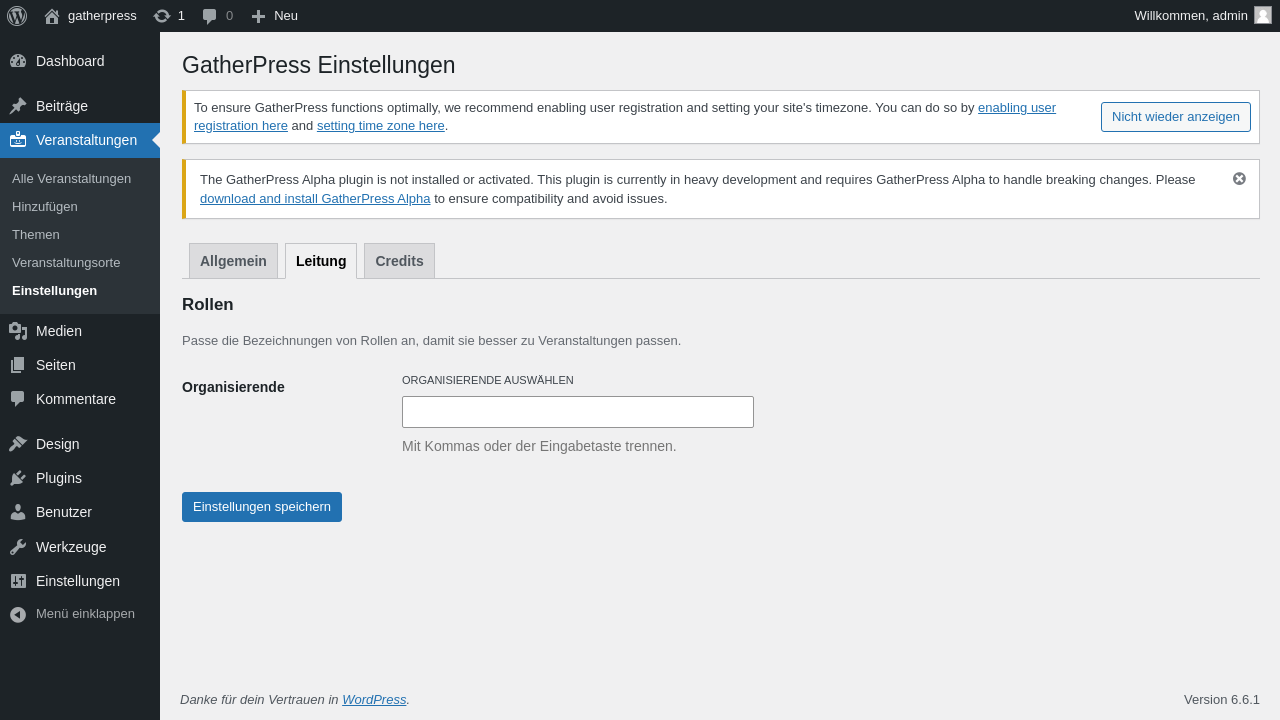 gatherpress
1
0
Neu
Willkommen, admin
Dashboard
Beiträge
Veranstaltungen
Alle Veranstaltungen
Hinzufügen
Themen
Veranstaltungsorte
Einstellungen
Medien
Seiten
Kommentare
Design
Plugins
Benutzer
Werkzeuge
Einstellungen
Menü einklappen
GatherPress Einstellungen
To ensure GatherPress functions optimally, we recommend enabling user registration and setting your site's timezone. You can do so by enabling user
registration here and setting time zone here.
Nicht wieder anzeigen
The GatherPress Alpha plugin is not installed or activated. This plugin is currently in heavy development and requires GatherPress Alpha to handle breaking changes. Please
download and install GatherPress Alpha to ensure compatibility and avoid issues.
Allgemein
Leitung
Credits
Rollen
Passe die Bezeichnungen von Rollen an, damit sie besser zu Veranstaltungen passen.
Organisierende
ORGANISIERENDE AUSWÄHLEN
Mit Kommas oder der Eingabetaste trennen.
Einstellungen speichern
Danke für dein Vertrauen in WordPress.
Version 6.6.1